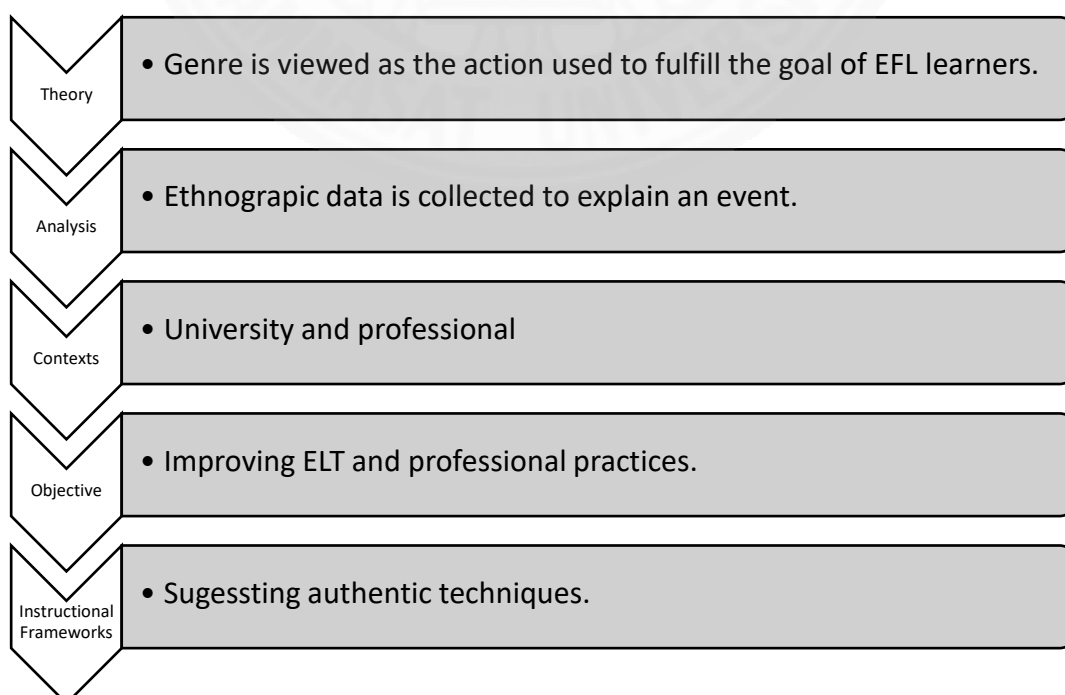 Theory
• Genre is viewed as the action used to fulfill the goal of EFL learners.
Analysis
• Ethnograpic data is collected to explain an event.
Contexts
• University and professional
Objective
• Improving ELT and professional practices.
Instructional
Frameworks
• Sugessting authentic techniques.